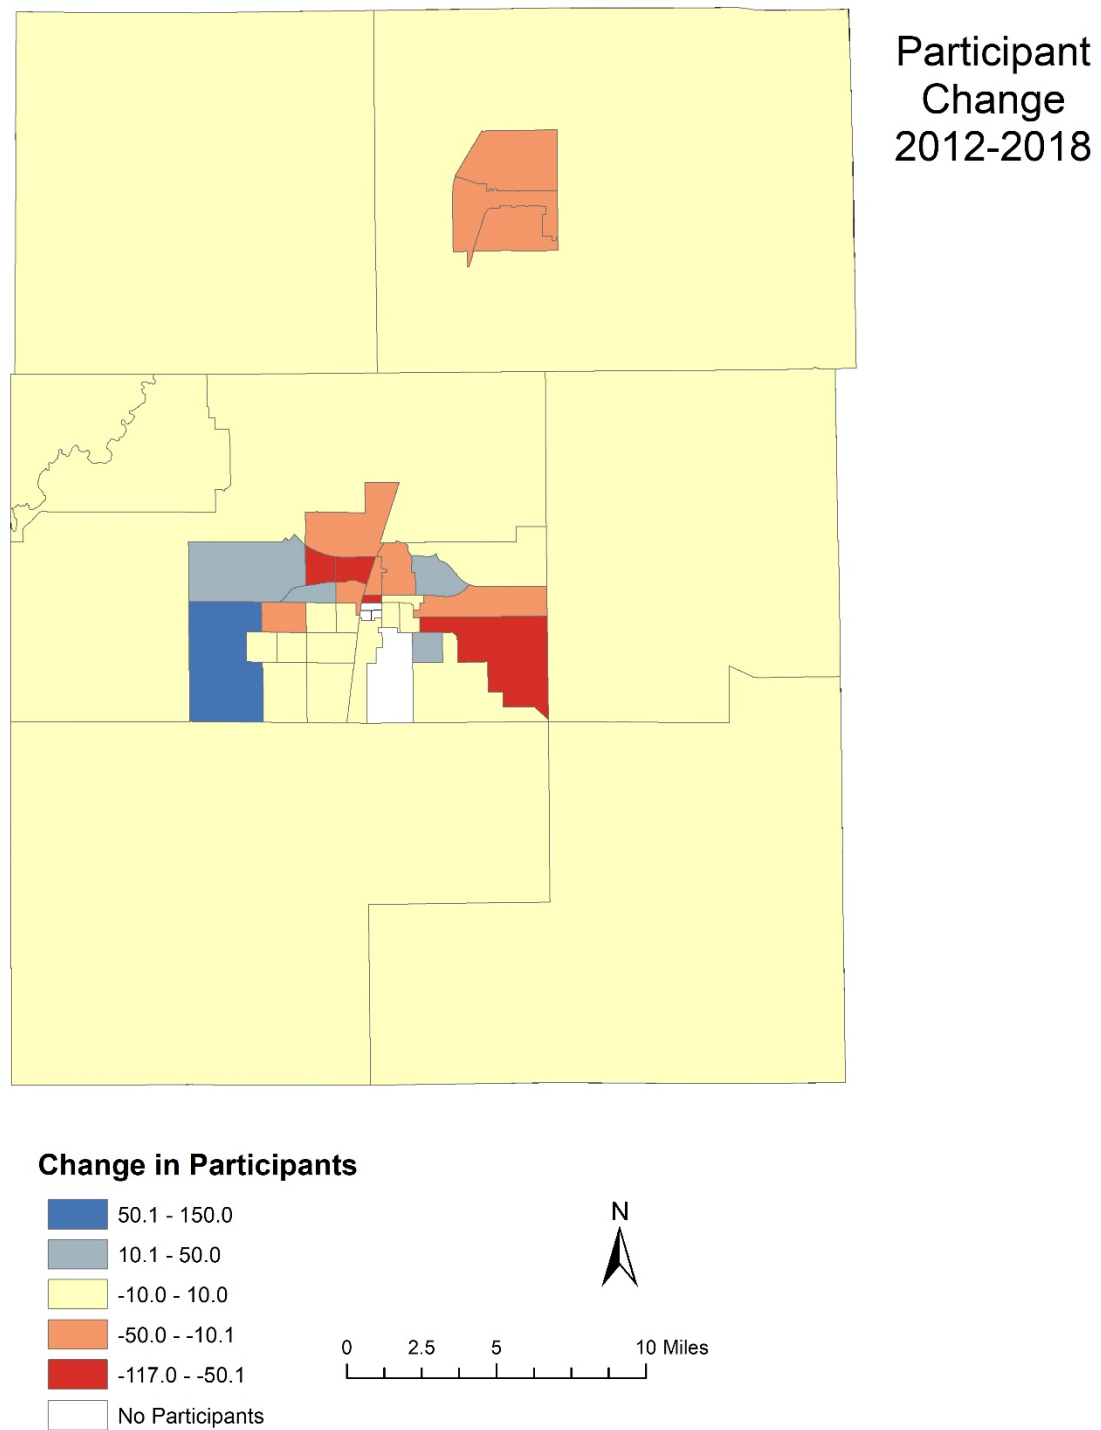 Participant
Change
2012-2018
Change in Participants
50.1 - 150.0
10.1 - 50.0
-10.0 - 10.0
-50.0 - -10.1
-117.0 - -50.1
No Participants
N
0 2.5 5 10 Miles